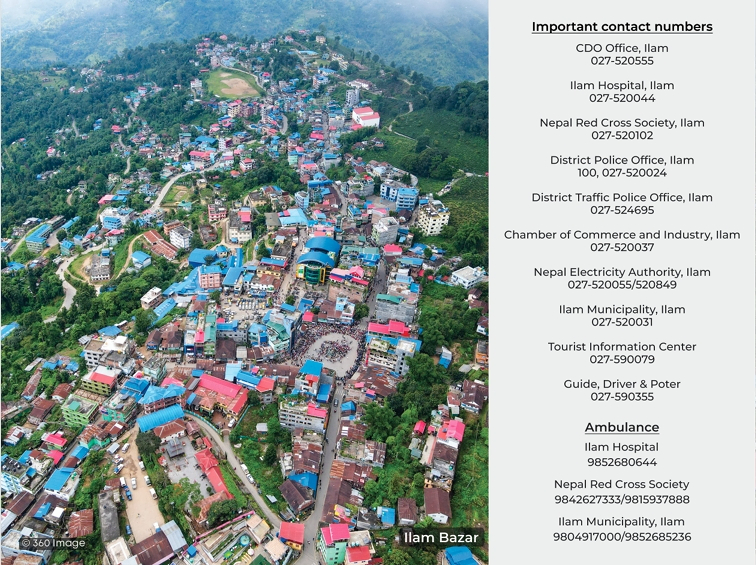 Important contact numbers
CDO Office, Ilam
027-520555
Ilam Hospital, Ilam
027-520044
Nepal Red Cross Society, Ilam
027-520102
District Police Office, Ilam
100, 027-520024
District Traffic Police Office, Ilam
027-524695
Chamber of Commerce and Industry, Ilam
027-520037
Nepal Electricity Authority, Ilam
027-520055/520849
Ilam Municipality, Ilam
027-520031
Tourist Information Center
027-590079
Guide, Driver & Poter
027-590355
Ambulance
Ilam Hospital
9852680644
Nepal Red Cross Society
9842627333/9815937888
Ilam Municipality, Ilam
9804917000/9852685236
Ilam Bazar
© 360 Image